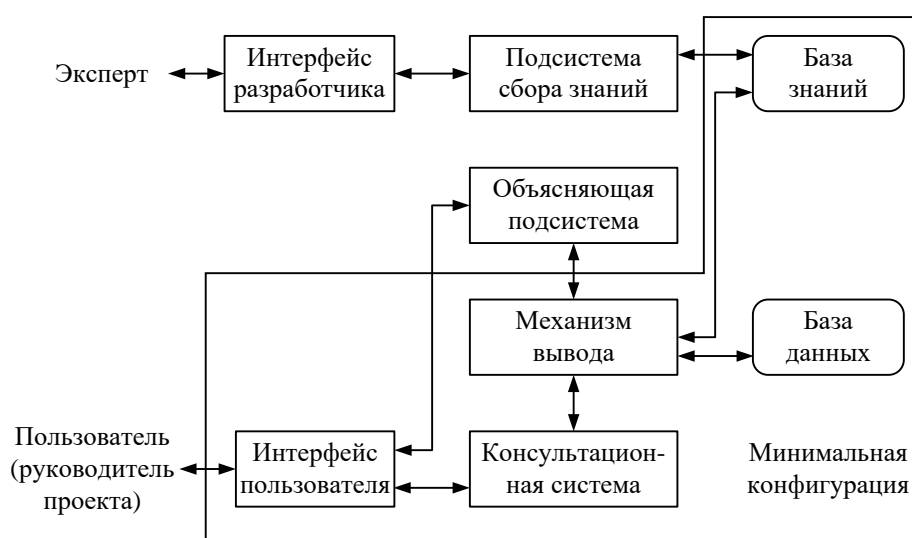 Эксперт
Интерфейс
разработчика
Подсистема
сбора знаний
База
знаний
Объясняющая
подсистема
Механизм
вывода
База
данных
Пользователь
(руководитель
проекта)
Интерфейс
пользователя
Консультацион-
ная система
Минимальная
конфигурация